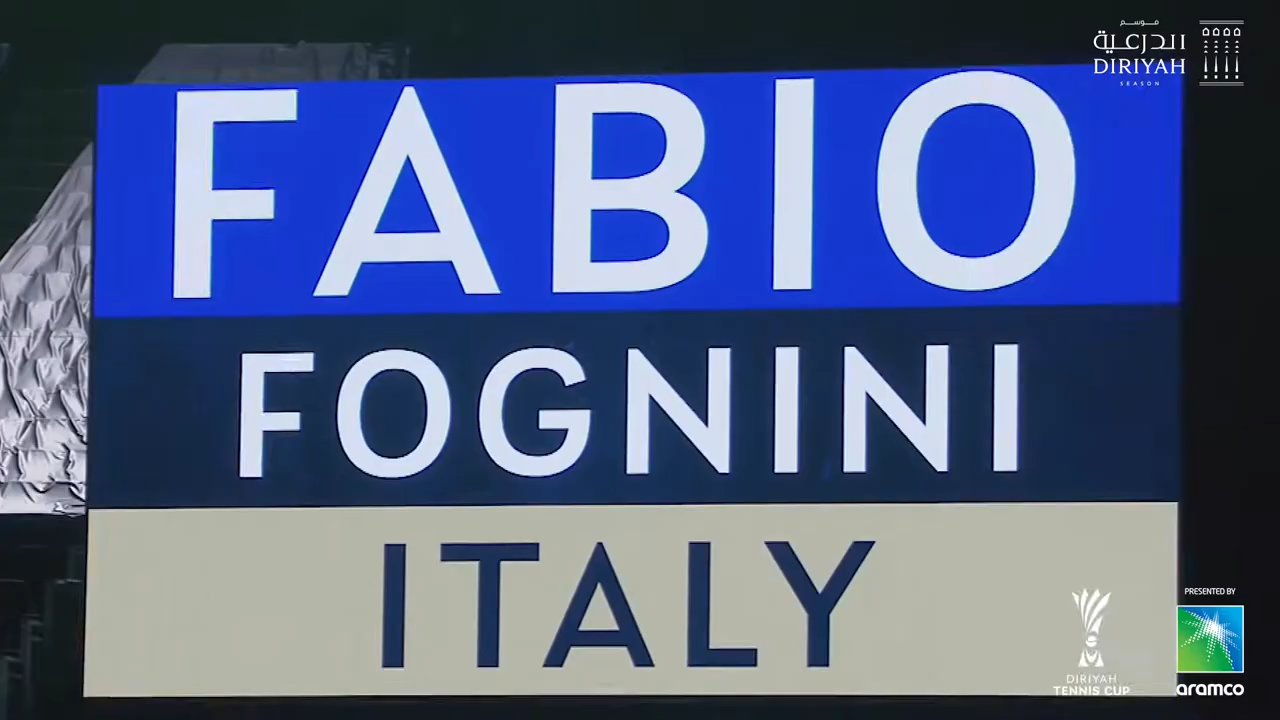 موسم
الدرعية
DIRIYAH
SEASON
FABIO
FOGNINI
ITALY
PRESENTED BY
DIRIYAH
TENNIS CUP
aramco